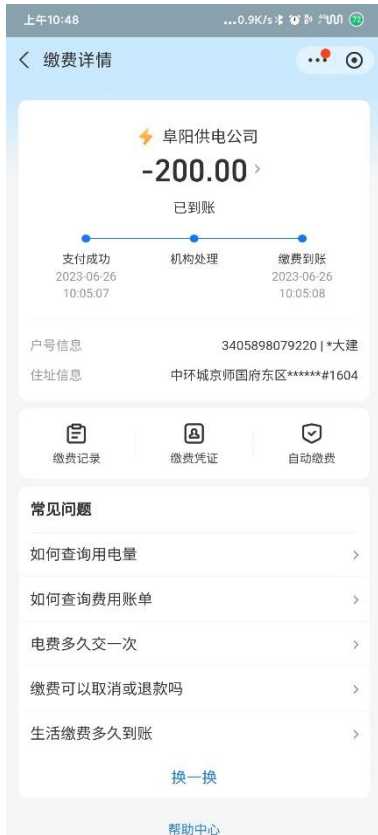 上午10:48 ...0.9K/s 72
缴费详情
阜阳供电公司
-200.00
已到账
支付成功 机构处理 缴费到账
2023-06-26 2023-06-26
10:05:07 10:05:08
户号信息 3405898079220 | *大建
住址信息 中环城京师国府东区******#1604
缴费记录 缴费凭证 自动缴费
常见问题
如何查询用电量
如何查询费用账单
电费多久交一次
缴费可以取消或退款吗
生活缴费多久到账
换一换
帮助中心